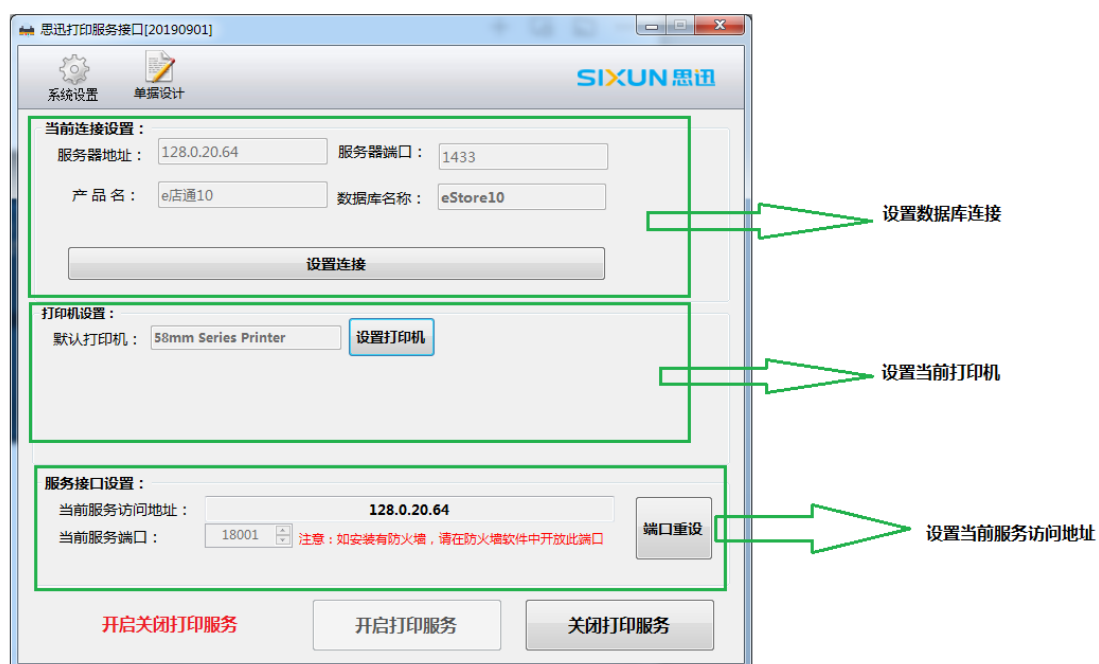 思迅打印服务接口[20190901]
系统设置 单据设计 SIXUN 思迅
当前连接设置：
服务器地址： 128.0.20.64 服务器端口： 1433
产 品 名： e店通10 数据库名称： eStore10
设置数据库连接
设置连接
打印机设置：
默认打印机： 58mm Series Printer 设置打印机
设置当前打印机
服务接口设置：
当前服务访问地址： 128.0.20.64
当前服务端口： 18001 注意：如安装有防火墙，请在防火墙软件中开放此端口 端口重设
设置当前服务访问地址
开启关闭打印服务 开启打印服务 关闭打印服务